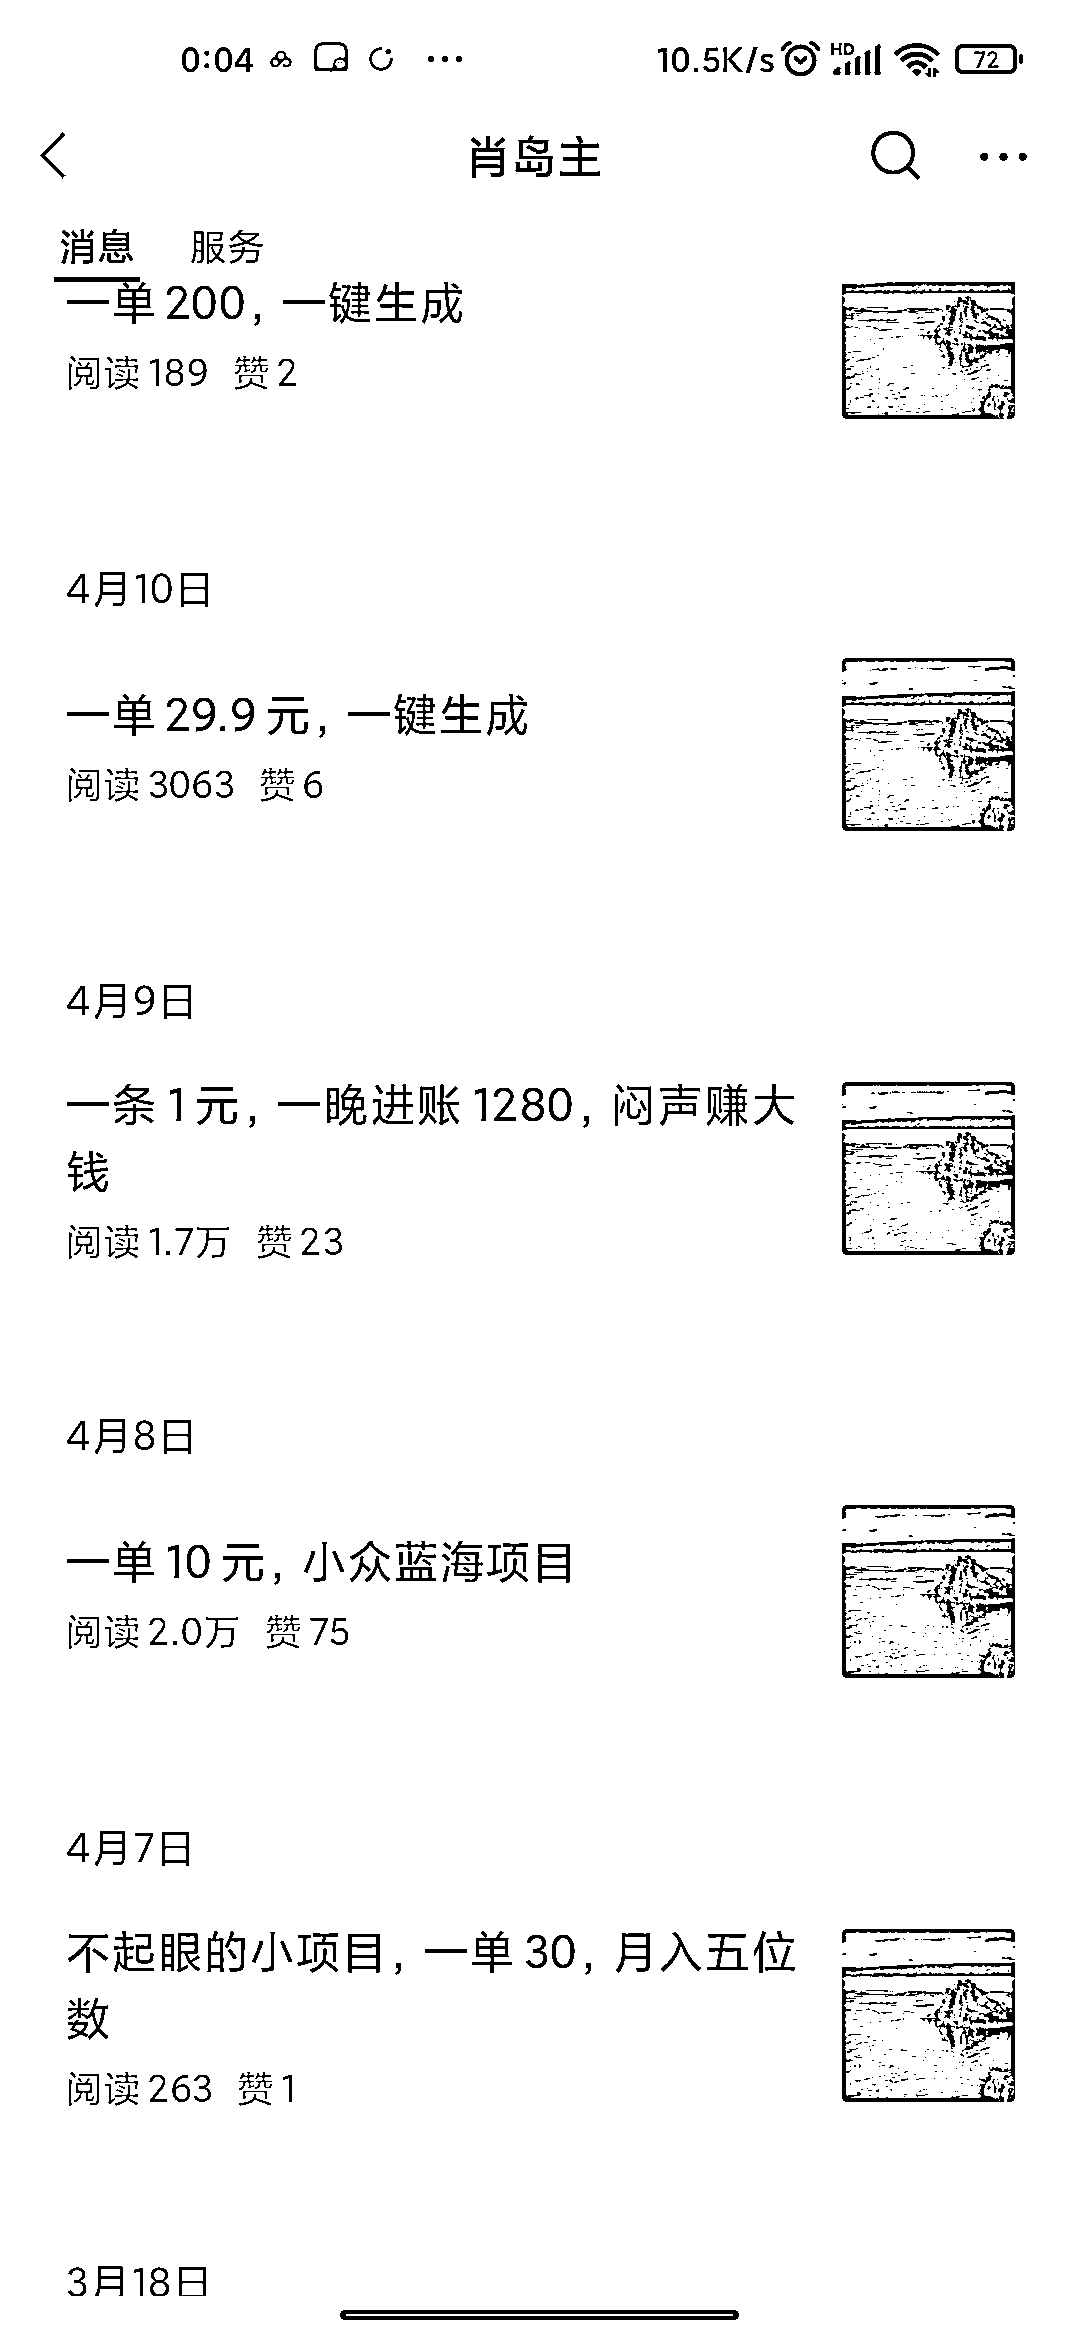 0:04 10.5K/s HD 72
肖岛主
消息 服务
一单 200，一键生成
阅读 189 赞 2
4月10日
一单 29.9 元，一键生成
阅读 3063 赞 6
4月9日
一条 1 元，一晚进账 1280，闷声赚大
钱
阅读 1.7万 赞 23
4月8日
一单 10 元，小众蓝海项目
阅读 2.0万 赞 75
4月7日
不起眼的小项目，一单 30，月入五位
数
阅读 263 赞 1
3月18日